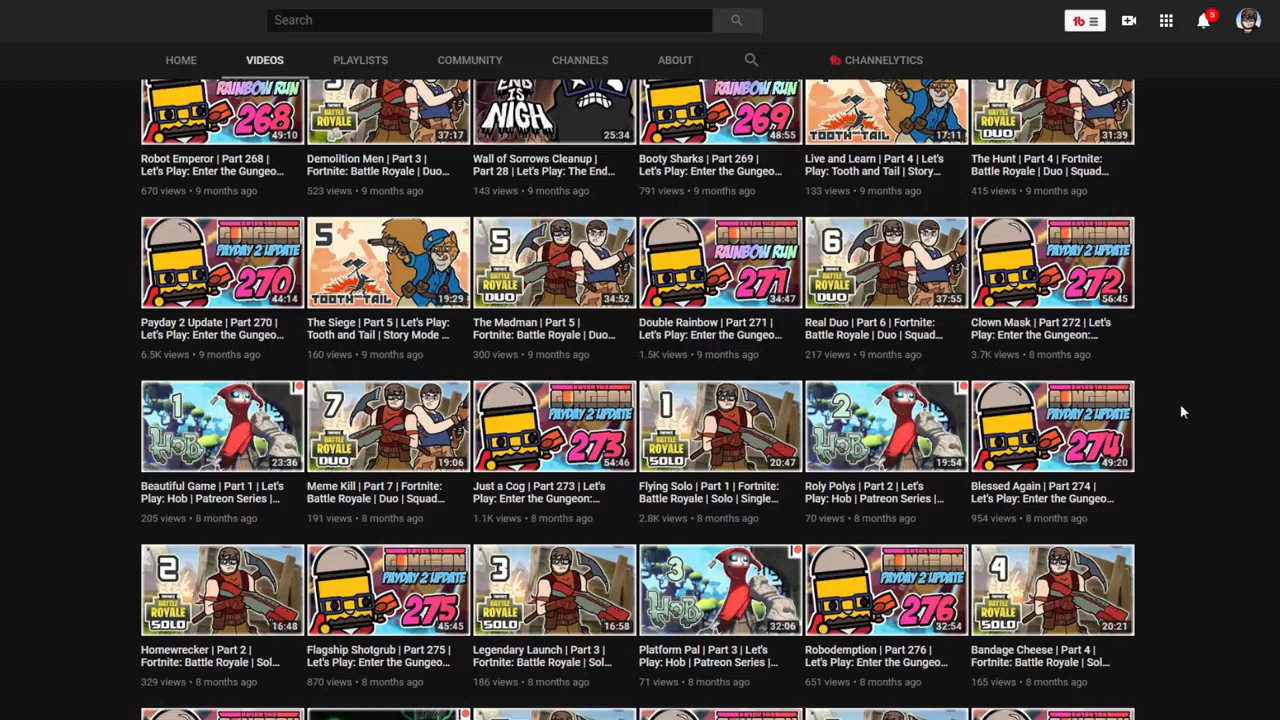 Search
5
HOME VIDEOS PLAYLISTS COMMUNITY CHANNELS ABOUT CHANNELYTICS
RAINBOW RUN
268
49:10
BATTLE
ROYALE
37:17
END
IS
NIGH
25:34
RAINBOW RUN
269
48:55
TOOTH TAIL
17:11
BATTLE
ROYALE
DUO
31:39
Robot Emperor | Part 268 |
Let's Play: Enter the Gungeo...
670 views • 9 months ago
Demolition Men | Part 3 |
Fortnite: Battle Royale | Duo...
523 views • 9 months ago
Wall of Sorrows Cleanup |
Part 28 | Let's Play: The End...
143 views • 9 months ago
Booty Sharks | Part 269 |
Let's Play: Enter the Gungeo...
791 views • 9 months ago
Live and Learn | Part 4 | Let's
Play: Tooth and Tail | Story...
133 views • 9 months ago
The Hunt | Part 4 | Fortnite:
Battle Royale | Duo | Squad...
415 views • 9 months ago
GUNGEON
PAYDAY 2 UPDATE
270
44:14
5
TOOTH TAIL
19:29
5
BATTLE
ROYALE
DUO
34:52
GUNGEON
RAINBOW RUN
271
34:47
6
BATTLE
ROYALE
DUO
37:55
GUNGEON
PAYDAY 2 UPDATE
272
56:45
Payday 2 Update | Part 270 |
Let's Play: Enter the Gungeo...
6.5K views • 9 months ago
The Siege | Part 5 | Let's Play:
Tooth and Tail | Story Mode ...
160 views • 9 months ago
The Madman | Part 5 |
Fortnite: Battle Royale | Duo...
300 views • 9 months ago
Double Rainbow | Part 271 |
Let's Play: Enter the Gungeo...
1.5K views • 9 months ago
Real Duo | Part 6 | Fortnite:
Battle Royale | Duo | Squad...
217 views • 9 months ago
Clown Mask | Part 272 | Let's
Play: Enter the Gungeon:...
3.7K views • 8 months ago
1
HOB
23:36
7
BATTLE
ROYALE
DUO
19:06
GUNGEON
PAYDAY 2 UPDATE
273
54:46
1
BATTLE
ROYALE
SOLO
20:47
2
HOB
19:54
GUNGEON
PAYDAY 2 UPDATE
274
49:20
Beautiful Game | Part 1 | Let's
Play: Hob | Patreon Series |...
205 views • 8 months ago
Meme Kill | Part 7 | Fortnite:
Battle Royale | Duo | Squad...
191 views • 8 months ago
Just a Cog | Part 273 | Let's
Play: Enter the Gungeon:...
1.1K views • 8 months ago
Flying Solo | Part 1 | Fortnite:
Battle Royale | Solo | Single...
2.8K views • 8 months ago
Roly Polys | Part 2 | Let's
Play: Hob | Patreon Series |...
70 views • 8 months ago
Blessed Again | Part 274 |
Let's Play: Enter the Gungeo...
954 views • 8 months ago
2
BATTLE
ROYALE
SOLO
16:48
GUNGEON
PAYDAY 2 UPDATE
275
45:45
3
BATTLE
ROYALE
SOLO
16:58
3
HOB
32:06
GUNGEON
PAYDAY 2 UPDATE
276
32:54
4
BATTLE
ROYALE
SOLO
20:21
Homewrecker | Part 2 |
Fortnite: Battle Royale | Sol...
329 views • 8 months ago
Flagship Shotgrub | Part 275 |
Let's Play: Enter the Gungeo...
870 views • 8 months ago
Legendary Launch | Part 3 |
Fortnite: Battle Royale | Sol...
186 views • 8 months ago
Platform Pal | Part 3 | Let's
Play: Hob | Patreon Series |...
71 views • 8 months ago
Robodemption | Part 276 |
Let's Play: Enter the Gungeo...
651 views • 8 months ago
Bandage Cheese | Part 4 |
Fortnite: Battle Royale | Sol...
165 views • 8 months ago